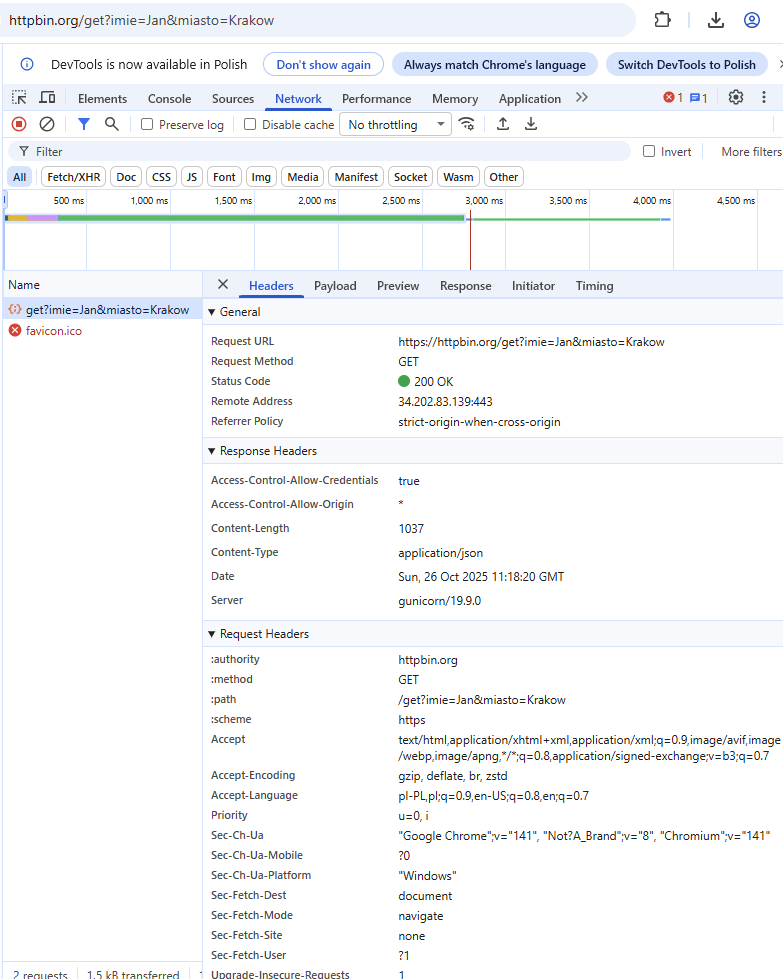 httpbin.org/get?imie=Jan&miasto=Krakow
DevTools is now available in Polish Don't show again Always match Chrome's language Switch DevTools to Polish
Elements Console Sources Network Performance Memory Application 1 1
Preserve log Disable cache No throttling
Filter Invert More filters
All Fetch/XHR Doc CSS JS Font Img Media Manifest Socket Wasm Other
500 ms 1,000 ms 1,500 ms 2,000 ms 2,500 ms 3,000 ms 3,500 ms 4,000 ms 4,500 ms
Name Headers Payload Preview Response Initiator Timing
get?imie=Jan&miasto=Krakow
favicon.ico
General
Request URL https://httpbin.org/get?imie=Jan&miasto=Krakow
Request Method GET
Status Code 200 OK
Remote Address 34.202.83.139:443
Referrer Policy strict-origin-when-cross-origin
Response Headers
Access-Control-Allow-Credentials true
Access-Control-Allow-Origin *
Content-Length 1037
Content-Type application/json
Date Sun, 26 Oct 2025 11:18:20 GMT
Server gunicorn/19.9.0
Request Headers
:authority httpbin.org
:method GET
:path /get?imie=Jan&miasto=Krakow
:scheme https
Accept text/html,application/xhtml+xml,application/xml;q=0.9,image/avif,image
/webp,image/apng,*/*;q=0.8,application/signed-exchange;v=b3;q=0.7
Accept-Encoding gzip, deflate, br, zstd
Accept-Language pl-PL,pl;q=0.9,en-US;q=0.8,en;q=0.7
Priority u=0, i
Sec-Ch-Ua "Google Chrome";v="141", "Not?A_Brand";v="8", "Chromium";v="141"
Sec-Ch-Ua-Mobile ?0
Sec-Ch-Ua-Platform "Windows"
Sec-Fetch-Dest document
Sec-Fetch-Mode navigate
Sec-Fetch-Site none
Sec-Fetch-User ?1
Upgrade-Insecure-Requests 1
2 requests 1.5 kB transferred